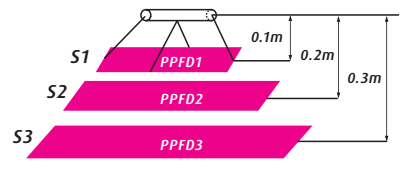 0.1m
S1 PPFD1 0.2m
S2 PPFD2 0.3m
S3 PPFD3